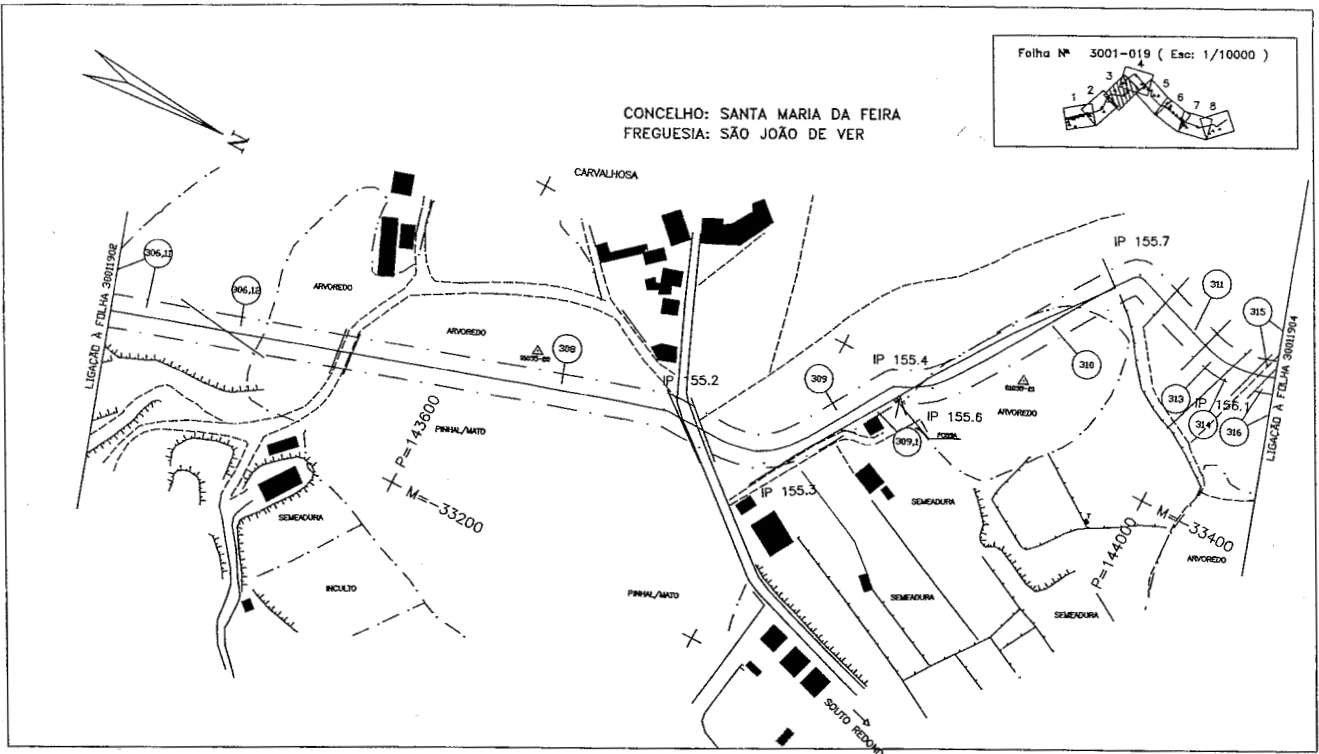 Folha Nº 3001-019 ( Esc: 1/10000 )
1 2 3 4 5 6 7 8
CONCELHO: SANTA MARIA DA FEIRA
FREGUESIA: SÃO JOÃO DE VER
N
CARVALHOSA
LIGAÇÃO À FOLHA 30011902
306,11
306,12
ARVOREDO
ARVOREDO
308
IP 155.2
309
IP 155.4
IP 155.7
310
311
315
LIGAÇÃO À FOLHA 30011904
313
IP 156.1
314
316
IP 155.6
309,1
FOSSA
ARVOREDO
IP 155.3
P=143600
M=-33200
PINHAL/MATO
SEMEADURA
INCULTO
PINHAL/MATO
SEMEADURA
SEMEADURA
SEMEADURA
T
P=144000
M=-33400
ARVOREDO
SOUTO REDONDO